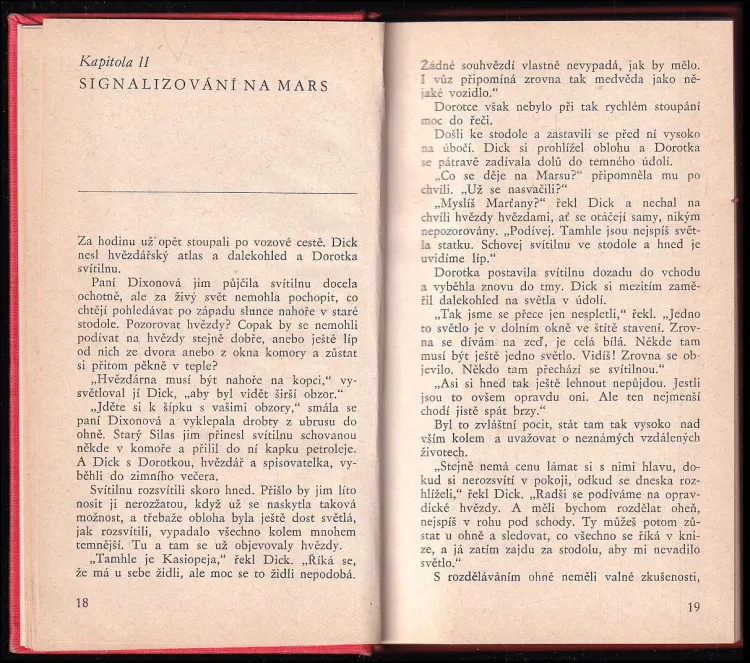 Kapitola II
SIGNALIZOVÁNÍ NA MARS
Za hodinu už opět stoupali po vozové cestě. Dick
nesl hvězdářský atlas a dalekohled a Dorotka
svítilnu.
Paní Dixonová jim půjčila svítilnu docela
ochotně, ale za živý svět nemohla pochopit, co
chtějí pohledávat po západu slunce nahoře v staré
stodole. Pozorovat hvězdy? Copak by se nemohli
podívat na hvězdy stejně dobře, anebo ještě líp
od nich ze dvora anebo z okna komory a zůstat
si přitom pěkně v teple?
„Hvězdárna musí být nahoře na kopci,“ vy-
světloval jí Dick, „aby byl vidět širší obzor.“
„Jděte si k šípku s vašimi obzory,“ smála se
paní Dixonová a vyklepala drobty z ubrusu do
ohně. Starý Silas jim přinesl svítilnu schovanou
někde v komoře a přilil do ní kapku petroleje.
A Dick s Dorotkou, hvězdář a spisovatelka, vy-
běhli do zimního večera.
Svítilnu rozsvítili skoro hned. Přišlo by jim líto
nosit ji nerozžatou, když už se naskytla taková
možnost, a třebaže obloha byla ještě dost světlá,
jak rozsvítili, vypadalo všechno kolem mnohem
temnější. Tu a tam se už objevovaly hvězdy.
„Tamhle je Kasiopeja,“ řekl Dick. „Říká se,
že má u sebe židli, ale moc se to židli nepodobá.
18
Žádné souhvězdí vlastně nevypadá, jak by mělo.
I vůz připomíná zrovna tak medvěda jako ně-
jaké vozidlo.“
Dorotce však nebylo při tak rychlém stoupání
moc do řeči.
Došli ke stodole a zastavili se před ní vysoko
na úbočí. Dick si prohlížel oblohu a Dorotka
se pátravě zadívala dolů do temného údolí.
„Co se děje na Marsu?“ připomněla mu po
chvíli. „Už se nasvačili?“
„Myslíš Marťany?“ řekl Dick a nechal na
chvíli hvězdy hvězdami, ať se otáčejí samy, nikým
nepozorovány. „Podívej. Tamhle jsou nejspíš svět-
la statku. Schovej svítilnu ve stodole a hned je
uvidíme líp.“
Dorotka postavila svítilnu dozadu do vchodu
a vyběhla znovu do tmy. Dick si mezitím zamě-
řil dalekohled na světla v údolí.
„Tak jsme se přece jen nespletli,“ řekl. „Jedno
to světlo je v dolním okně ve štítě stavení. Zrov-
na se dívám na zeď, je celá bílá. Někde tam
musí být ještě jedno světlo. Vidíš! Zrovna se ob-
jevilo. Někdo tam přechází se svítilnou.“
„Asi si hned tak ještě lehnout nepůjdou. Jestli
jsou to ovšem opravdu oni. Ale ten nejmenší
chodí jistě spát brzy.“
Byl to zvláštní pocit, stát tam tak vysoko nad
vším kolem a uvažovat o neznámých vzdálených
životech.
„Stejně nemá cenu lámat si s nimi hlavu, do-
kud si nerozsvítí v pokoji, odkud se dneska roz-
hlíželi,“ řekl Dick. „Radši se podíváme na oprav-
dické hvězdy. A měli bychom rozdělat oheň,
nejspíš v rohu pod schody. Ty můžeš potom zů-
stat u ohně a sledovat, co všechno se říká v kni-
ze, a já zatím zajdu za stodolu, aby mi nevadilo
světlo.“
S rozděláváním ohně neměli valné zkušenosti,
19